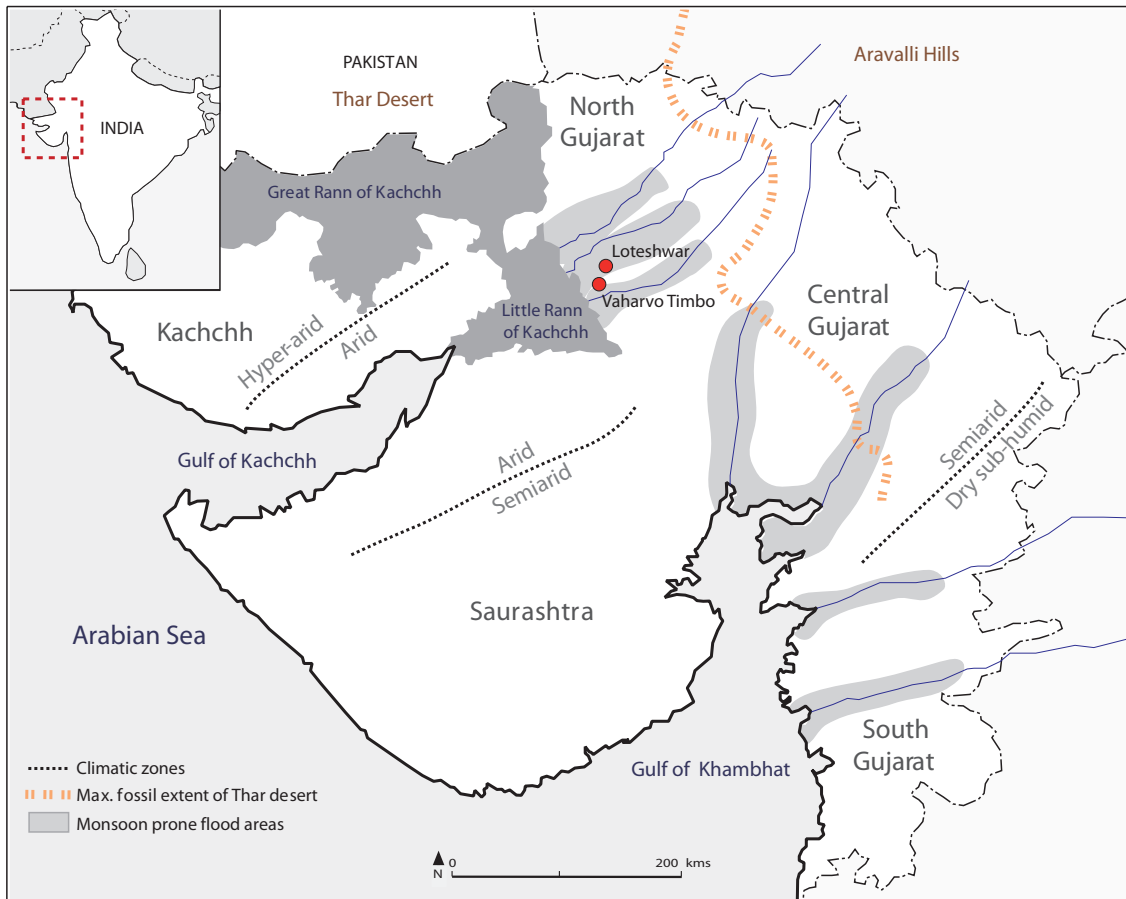 INDIA
PAKISTAN
Thar Desert
Aravalli Hills
North
Gujarat
Great Rann of Kachchh
Loteshwar
Vaharvo Timbo
Little Rann
of Kachchh
Central
Gujarat
Kachchh
Hyper-arid
Arid
Gulf of Kachchh
Arid
Semiarid
Semiarid
Dry sub-humid
Saurashtra
Arabian Sea
South
Gujarat
Gulf of Khambhat
Climatic zones
Max. fossil extent of Thar desert
Monsoon prone flood areas
N
0 200 kms